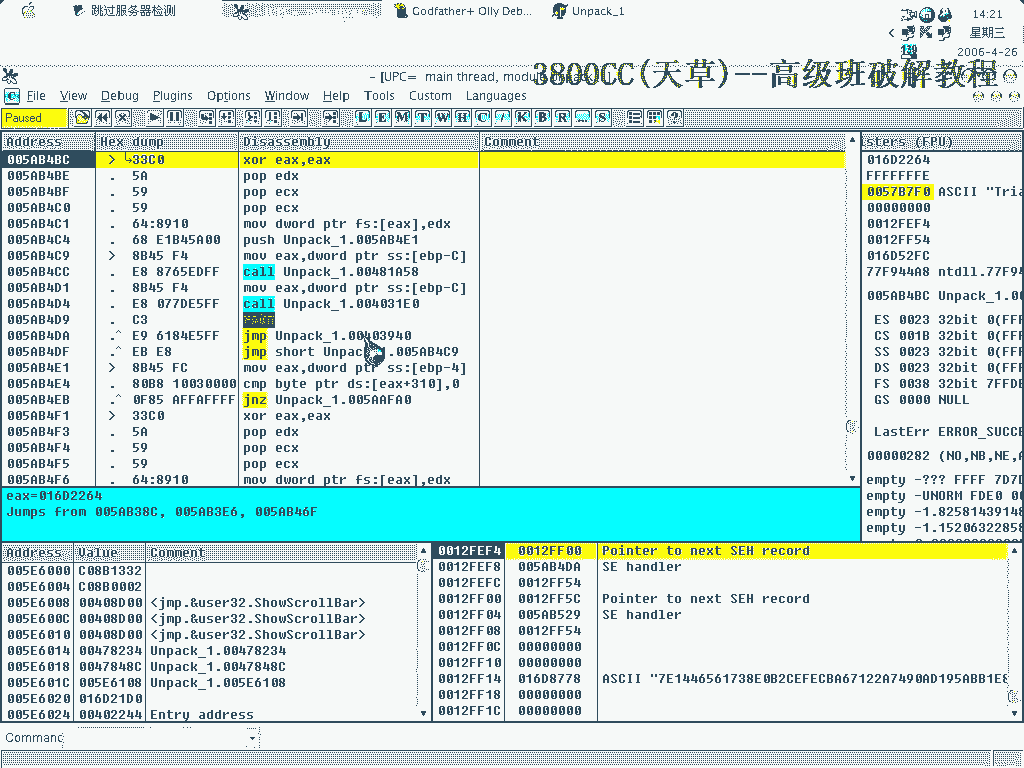 跳过服务器检测 Godfather+ Olly Deb... Unpack_1
14:21
星期三
2006-4-26
- [UPC= main thread, module
3800CC(天草)--高级班破解教程
File View Debug Plugins Options Window Help Tools Custom Languages
Paused L E M T W H C / K B R ... S
Address Hex dump Disassembly Comment
005AB4BC > 33C0 xor eax,eax
005AB4BE . 5A pop edx
005AB4BF . 59 pop ecx
005AB4C0 . 59 pop ecx
005AB4C1 . 64:8910 mov dword ptr fs:[eax],edx
005AB4C4 . 68 E1B45A00 push Unpack_1.005AB4E1
005AB4C9 > 8B45 F4 mov eax,dword ptr ss:[ebp-C]
005AB4CC . E8 8765EDFF call Unpack_1.00481A58
005AB4D1 . 8B45 F4 mov eax,dword ptr ss:[ebp-C]
005AB4D4 . E8 077DE5FF call Unpack_1.004031E0
005AB4D9 . C3
005AB4DA .^ E9 6184E5FF jmp Unpack_1.00403940
005AB4DF .^ EB E8 jmp short Unpack_1.005AB4C9
005AB4E1 > 8B45 FC mov eax,dword ptr ss:[ebp-4]
005AB4E4 . 80B8 10030000 cmp byte ptr ds:[eax+310],0
005AB4EB .^ 0F85 AFFAFFFF jnz Unpack_1.005AAFA0
005AB4F1 > 33C0 xor eax,eax
005AB4F3 . 5A pop edx
005AB4F4 . 59 pop ecx
005AB4F5 . 59 pop ecx
005AB4F6 . 64:8910 mov dword ptr fs:[eax],edx
sters (FPU)
016D2264
FFFFFFFE
0057B7F0 ASCII "Tria
00000000
0012FEF4
0012FF54
016D52FC
77F944A8 ntdll.77F94
005AB4BC Unpack_1.00
ES 0023 32bit 0(FFF
CS 001B 32bit 0(FFF
SS 0023 32bit 0(FFF
DS 0023 32bit 0(FFF
FS 0038 32bit 7FFDE
GS 0000 NULL
LastErr ERROR_SUCCE
00000282 (NO,NB,NE,A
empty -??? FFFF 7D7D
empty -UNORM FDE0 00
empty -1.82581439148
empty -1.15206322858
eax=016D2264
Jumps from 005AB38C, 005AB3E6, 005AB46F
Address Value Comment
005E6000 C08B1332
005E6004 C08B0002
005E6008 00408D00 <jmp.&user32.ShowScrollBar>
005E600C 00408D00 <jmp.&user32.ShowScrollBar>
005E6010 00408D00 <jmp.&user32.ShowScrollBar>
005E6014 00478234 Unpack_1.00478234
005E6018 0047848C Unpack_1.0047848C
005E601C 005E6108 Unpack_1.005E6108
005E6020 016D21D0
005E6024 00402244 Entry address
0012FEF4 0012FF00 Pointer to next SEH record
0012FEF8 005AB4DA SE handler
0012FEFC 0012FF54
0012FF00 0012FF5C Pointer to next SEH record
0012FF04 005AB529 SE handler
0012FF08 0012FF54
0012FF0C 00000000
0012FF10 00000000
0012FF14 016D8778 ASCII "7E1446561738E0B2CEFECBA67122A7490AD195ABB1E8
0012FF18 00000000
0012FF1C 00000000
Command